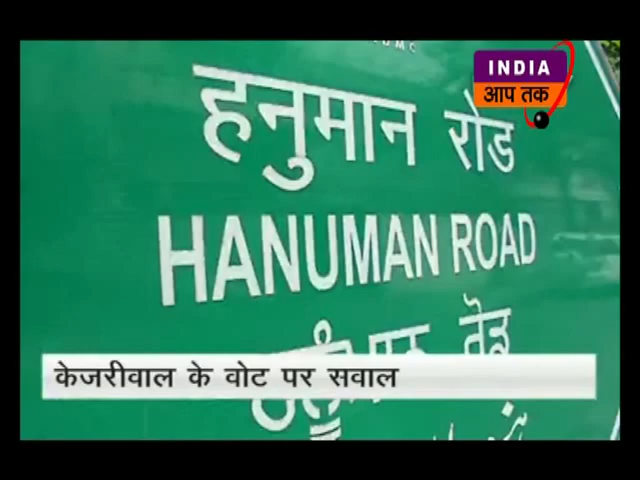 INDIA
आप तक
हनुमान रोड
HANUMAN ROAD
केजरीवाल के वोट पर सवाल